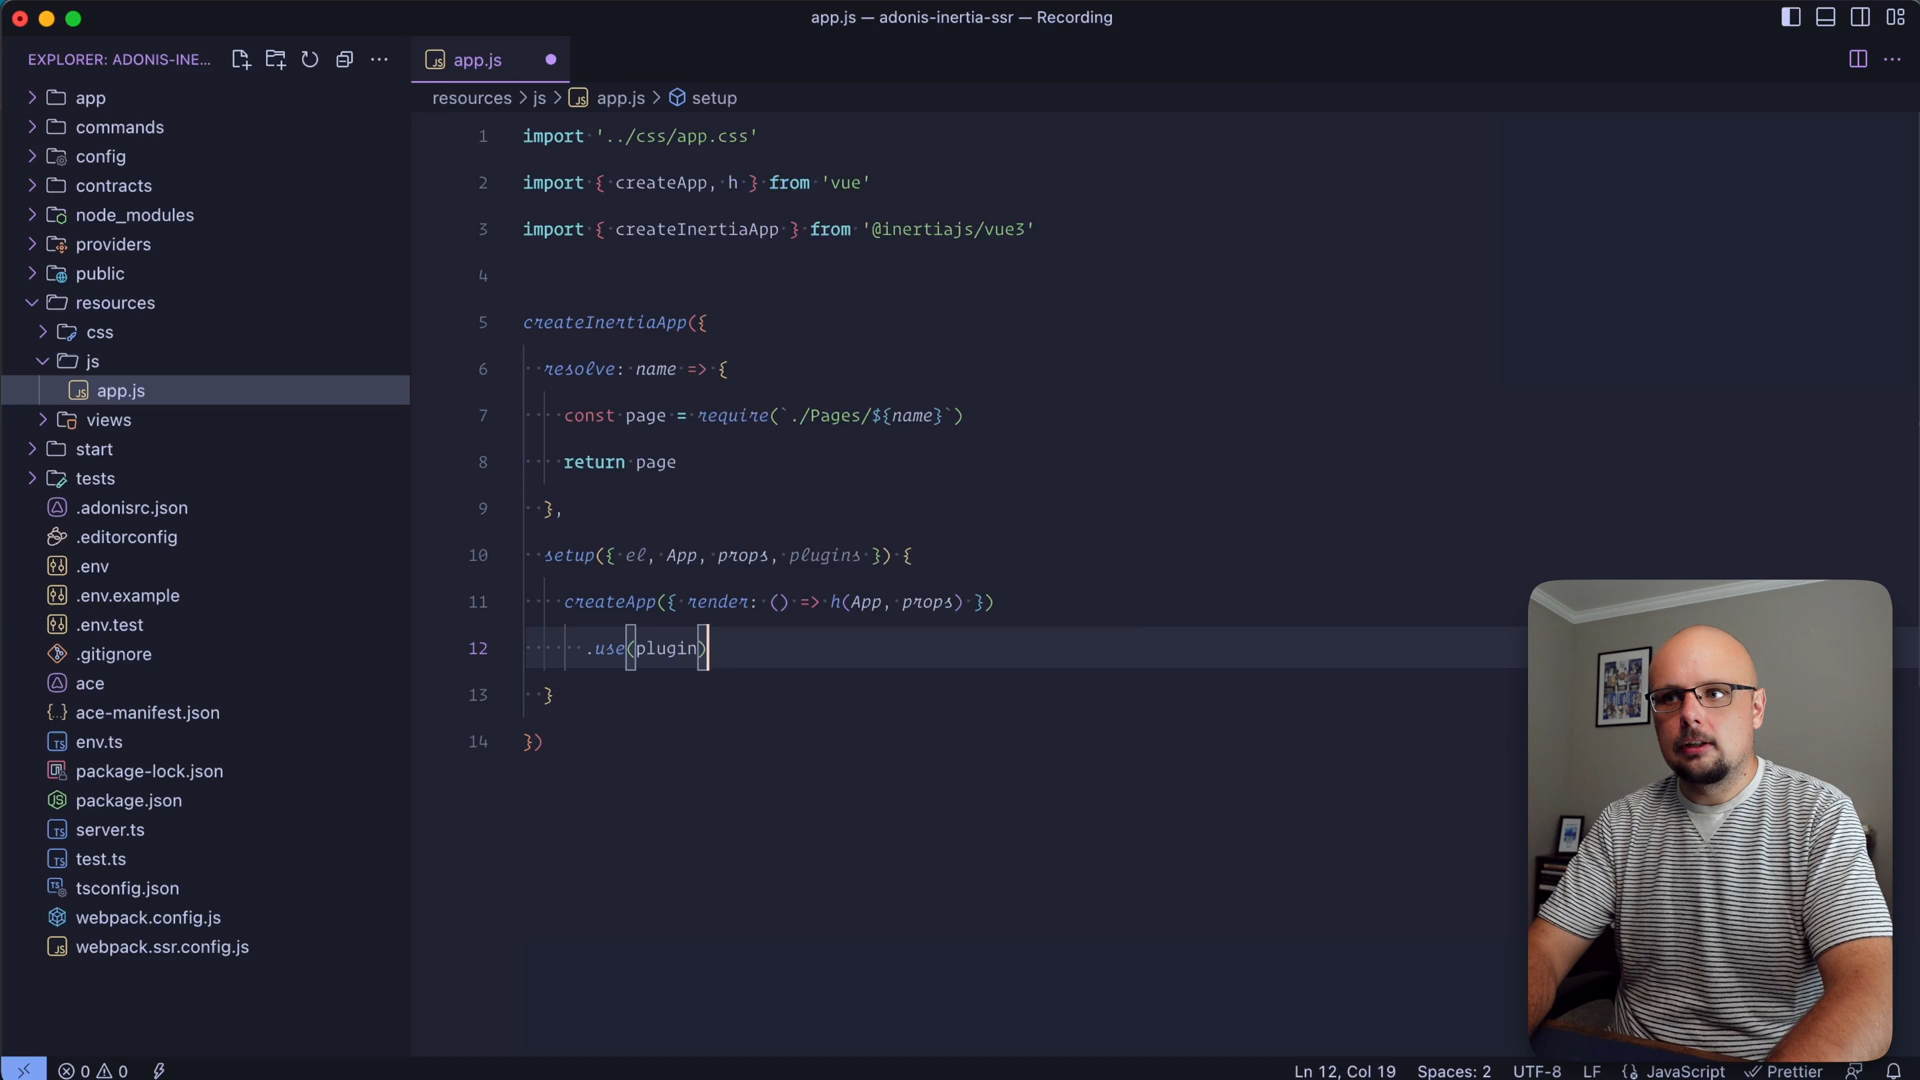 app.js — adonis-inertia-ssr — Recording
EXPLORER: ADONIS-INE...
app
commands
config
contracts
node_modules
providers
public
resources
css
js
app.js
views
start
tests
.adonisrc.json
.editorconfig
.env
.env.example
.env.test
.gitignore
ace
ace-manifest.json
env.ts
package-lock.json
package.json
server.ts
test.ts
tsconfig.json
webpack.config.js
webpack.ssr.config.js
app.js
resources > js > app.js > setup
1 import '../css/app.css'
2 import { createApp, h } from 'vue'
3 import { createInertiaApp } from '@inertiajs/vue3'
4
5 createInertiaApp({
6 resolve: name => {
7 const page = require(`./Pages/${name}`)
8 return page
9 },
10 setup({ el, App, props, plugins }) {
11 createApp({ render: () => h(App, props) })
12 .use(plugin)
13 }
14 })
0 0
Ln 12, Col 19 Spaces: 2 UTF-8 LF JavaScript Prettier